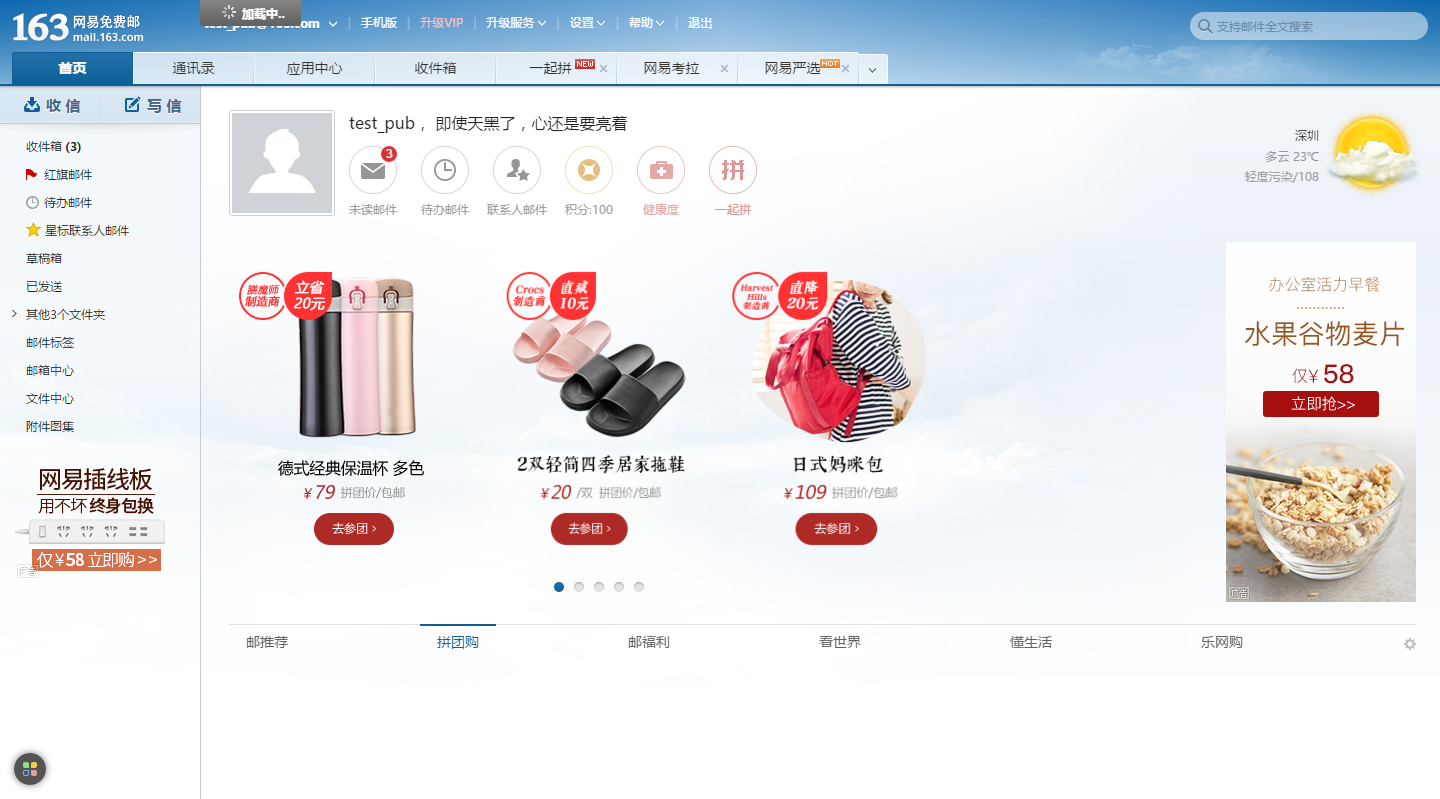 163 网易免费邮
mail.163.com
加载中..
手机版
升级VIP
升级服务
设置
帮助
退出
支持邮件全文搜索
首页
通讯录
应用中心
收件箱
一起拼 NEW
网易考拉
网易严选 HOT
收 信
写 信
收件箱 (3)
红旗邮件
待办邮件
星标联系人邮件
草稿箱
已发送
其他3个文件夹
邮件标签
邮箱中心
文件中心
附件图集
网易插线板
用不坏 终身包换
仅¥58 立即购>>
广告
test_pub， 即使天黑了，心还是要亮着
3
未读邮件
待办邮件
联系人邮件
积分:100
健康度
拼
一起拼
深圳
多云 23℃
轻度污染/108
膳魔师
制造商
立省
20元
德式经典保温杯 多色
¥79 拼团价/包邮
去参团 >
Crocs
制造商
直减
10元
2双轻简四季居家拖鞋
¥20 /双 拼团价/包邮
去参团 >
Harvest
Hills
制造商
直降
20元
日式妈咪包
¥109 拼团价/包邮
去参团 >
办公室活力早餐
水果谷物麦片
仅¥ 58
立即抢>>
广告
邮推荐
拼团购
邮福利
看世界
懂生活
乐网购